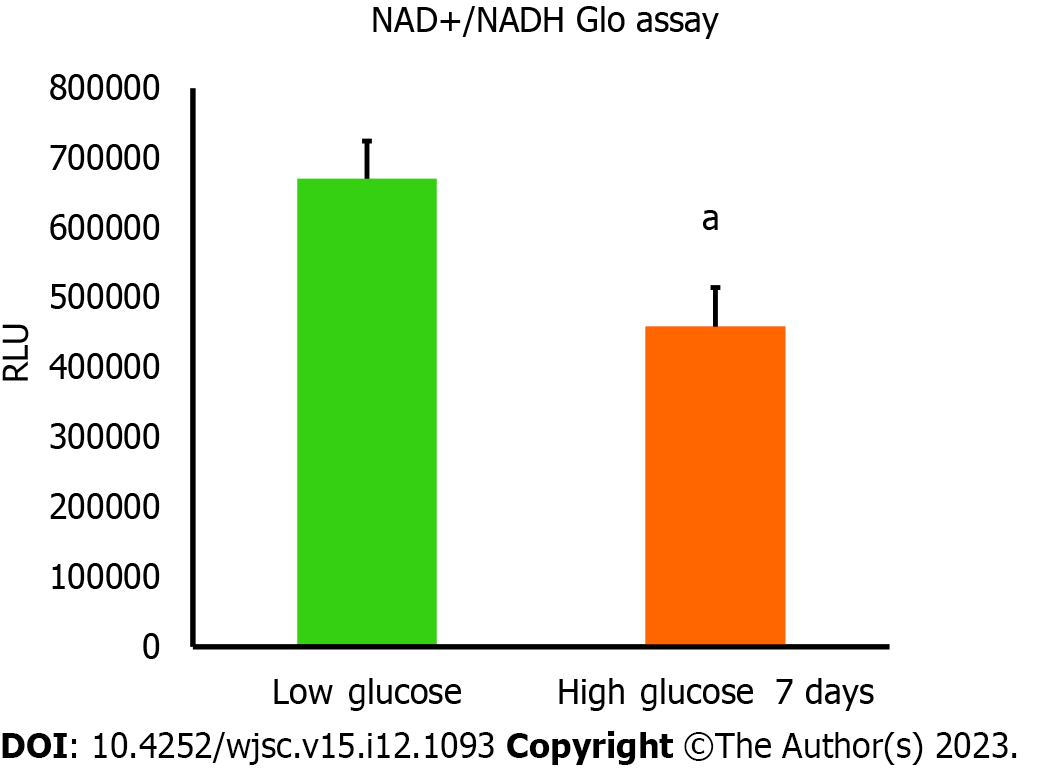 NAD+/NADH Glo assay
800000
700000
600000
a
500000
400000
300000
200000
100000
0
RLU
Low glucose High glucose 7 days
DOI: 10.4252/wjsc.v15.i12.1093 Copyright ©The Author(s) 2023.